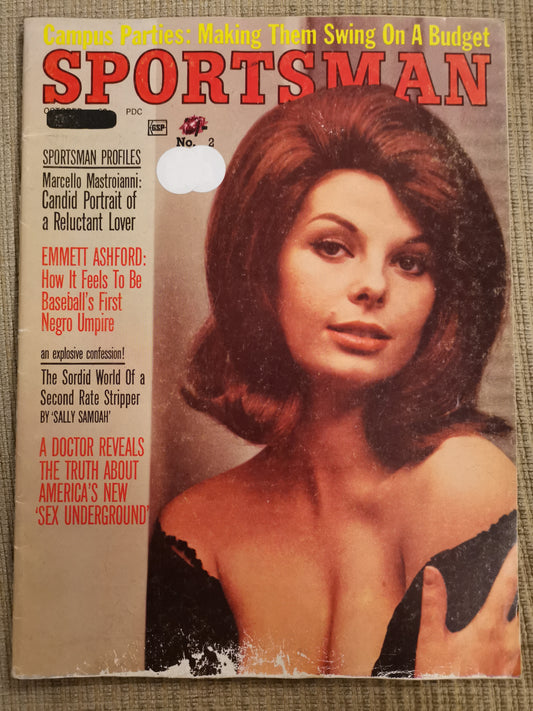 Campus Parties: Making Them Swing On A Budget
SPORTSMAN
OCTOBER PDC
GSP
No. 2
SPORTSMAN PROFILES
Marcello Mastroianni:
Candid Portrait of
a Reluctant Lover
EMMETT ASHFORD:
How It Feels To Be
Baseball's First
Negro Umpire
an explosive confession!
The Sordid World Of a
Second Rate Stripper
BY 'SALLY SAMOAH'
A DOCTOR REVEALS
THE TRUTH ABOUT
AMERICA'S NEW
'SEX UNDERGROUND'